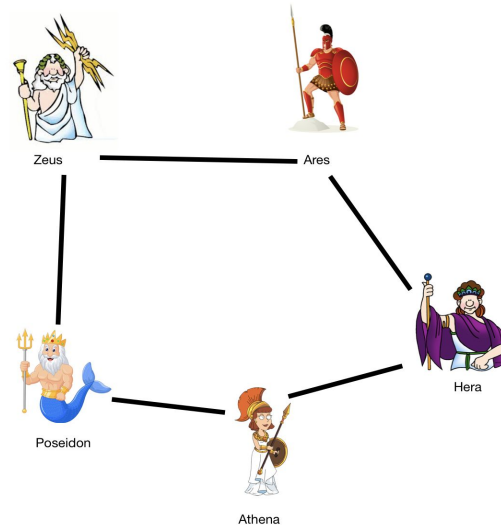 Zeus
Ares
Hera
Poseidon
Athena